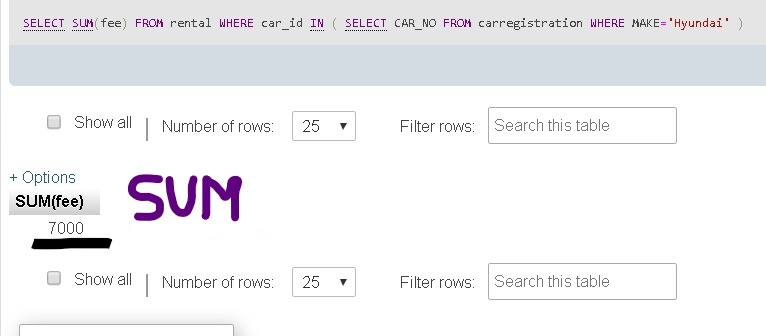 SELECT SUM(fee) FROM rental WHERE car_id IN ( SELECT CAR_NO FROM carregistration WHERE MAKE='Hyundai' )
Show all | Number of rows: 25 Filter rows: Search this table
+ Options
SUM(fee) SUM
7000
Show all | Number of rows: 25 Filter rows: Search this table